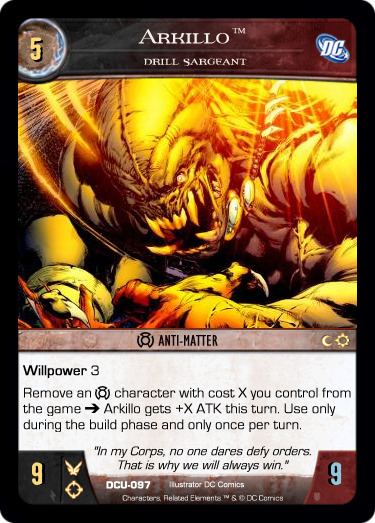 5
ARKILLO™
DRILL SARGEANT
DC
ANTI-MATTER
Willpower 3
Remove an character with cost X you control from
the game ➔ Arkillo gets +X ATK this turn. Use only
during the build phase and only once per turn.
"In my Corps, no one dares defy orders.
That is why we will always win."
9
DCU-097 Illustrator DC Comics
Characters, Related Elements ™ & © DC Comics
9